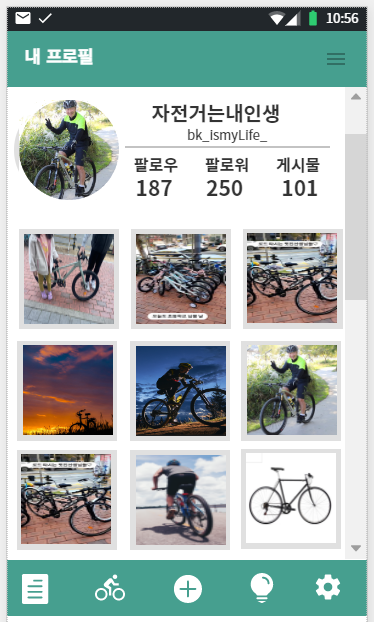 10:56
내 프로필
자전거는내인생
bk_ismyLife_
팔로우 팔로워 게시물
187 250 101